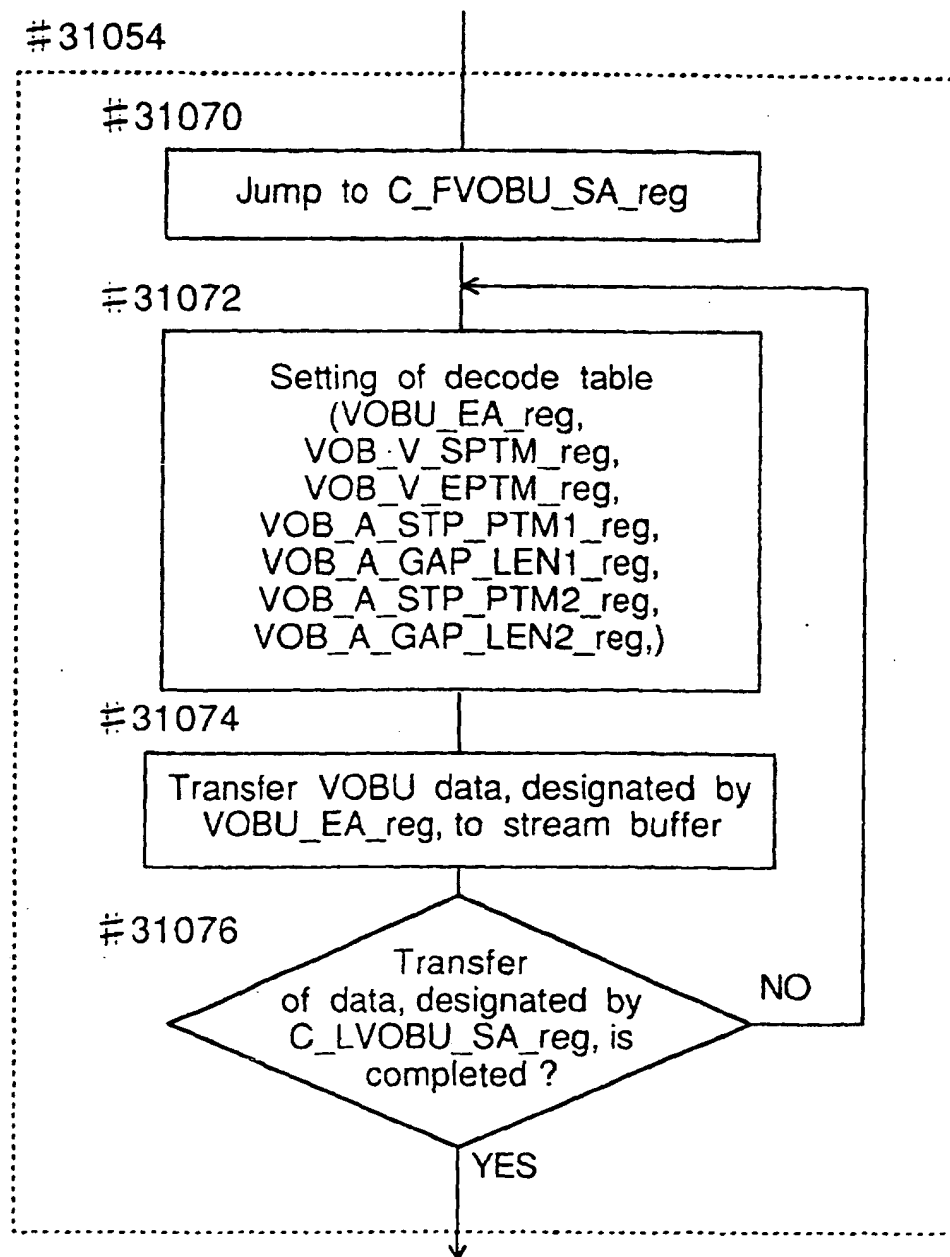 #31054
#31070
Jump to C_FVOBU_SA_reg
#31072
Setting of decode table
(VOBU_EA_reg,
VOB_V_SPTM_reg,
VOB_V_EPTM_reg,
VOB_A_STP_PTM1_reg,
VOB_A_GAP_LEN1_reg,
VOB_A_STP_PTM2_reg,
VOB_A_GAP_LEN2_reg,)
#31074
Transfer VOBU data, designated by
VOBU_EA_reg, to stream buffer
#31076
Transfer
of data, designated by
C_LVOBU_SA_reg, is
completed ?
NO
YES